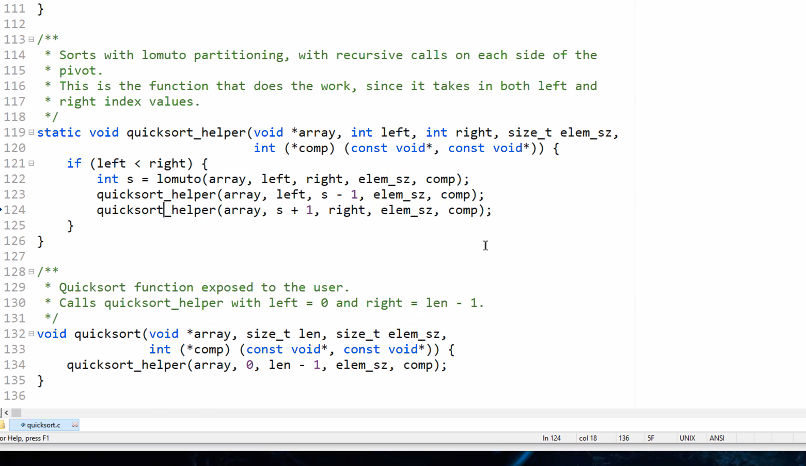 111 }
112
113 /**
114  * Sorts with lomuto partitioning, with recursive calls on each side of the
115  * pivot.
116  * This is the function that does the work, since it takes in both left and
117  * right index values.
118  */
119 static void quicksort_helper(void *array, int left, int right, size_t elem_sz,
120                              int (*comp) (const void*, const void*)) {
121     if (left < right) {
122         int s = lomuto(array, left, right, elem_sz, comp);
123         quicksort_helper(array, left, s - 1, elem_sz, comp);
124         quicksort_helper(array, s + 1, right, elem_sz, comp);
125     }
126 }
127
128 /**
129  * Quicksort function exposed to the user.
130  * Calls quicksort_helper with left = 0 and right = len - 1.
131  */
132 void quicksort(void *array, size_t len, size_t elem_sz,
133                int (*comp) (const void*, const void*)) {
134     quicksort_helper(array, 0, len - 1, elem_sz, comp);
135 }
136
quicksort.c
or Help, press F1 ln 124 col 18 136 5F UNIX ANSI